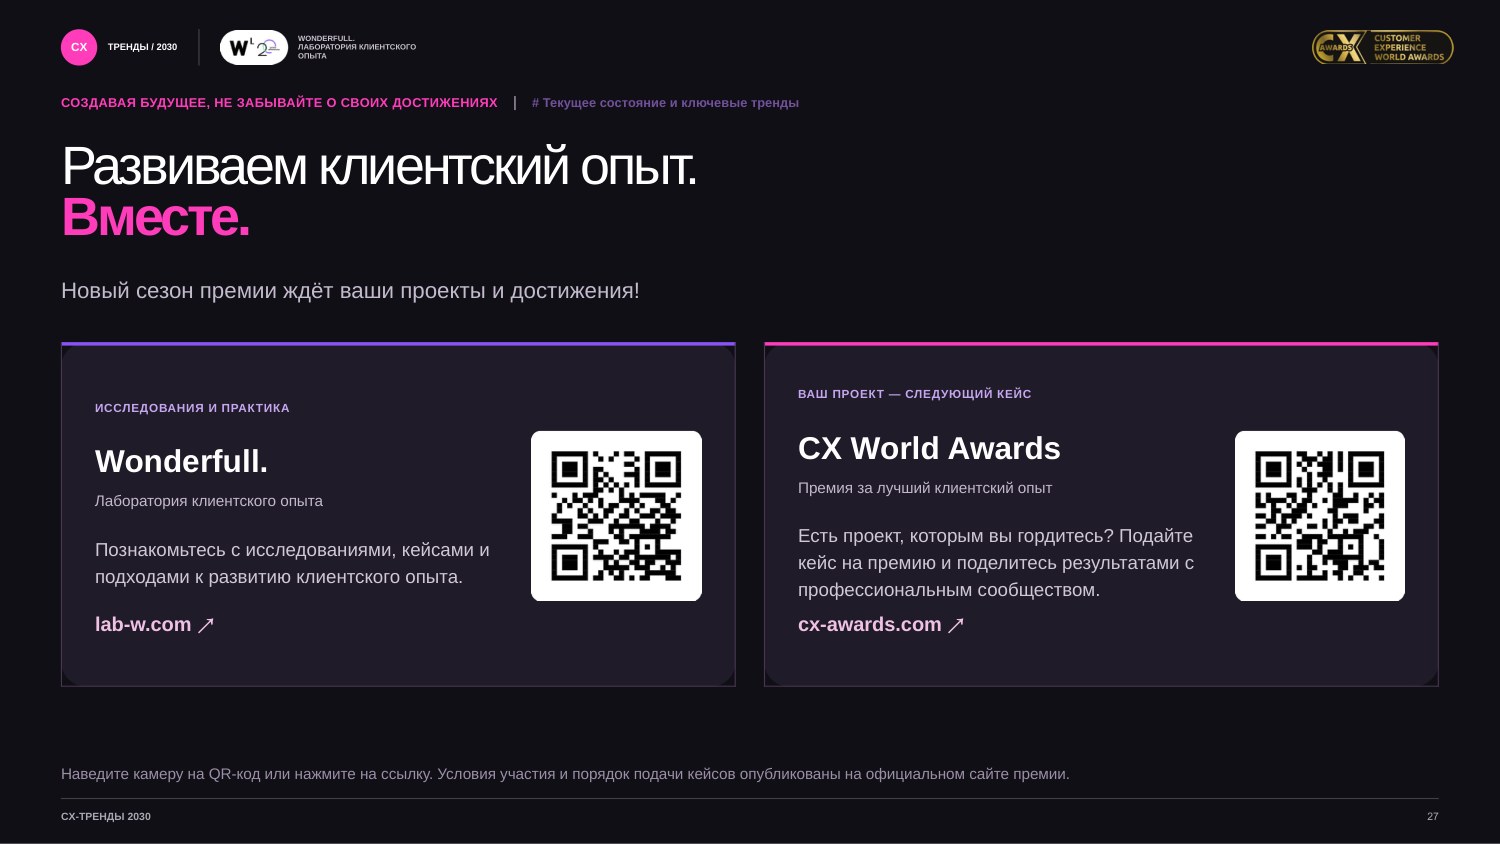 CX
ТРЕНДЫ / 2030
WONDERFULL.
ЛАБОРАТОРИЯ КЛИЕНТСКОГО
ОПЫТА
CX
AWARDS
CUSTOMER
EXPERIENCE
WORLD AWARDS
СОЗДАВАЯ БУДУЩЕЕ, НЕ ЗАБЫВАЙТЕ О СВОИХ ДОСТИЖЕНИЯХ | # Текущее состояние и ключевые тренды
Развиваем клиентский опыт.
Вместе.
Новый сезон премии ждёт ваши проекты и достижения!
ИССЛЕДОВАНИЯ И ПРАКТИКА
Wonderfull.
Лаборатория клиентского опыта
Познакомьтесь с исследованиями, кейсами и
подходами к развитию клиентского опыта.
lab-w.com ↗
ВАШ ПРОЕКТ — СЛЕДУЮЩИЙ КЕЙС
CX World Awards
Премия за лучший клиентский опыт
Есть проект, которым вы гордитесь? Подайте
кейс на премию и поделитесь результатами с
профессиональным сообществом.
cx-awards.com ↗
Наведите камеру на QR-код или нажмите на ссылку. Условия участия и порядок подачи кейсов опубликованы на официальном сайте премии.
CX-ТРЕНДЫ 2030
27